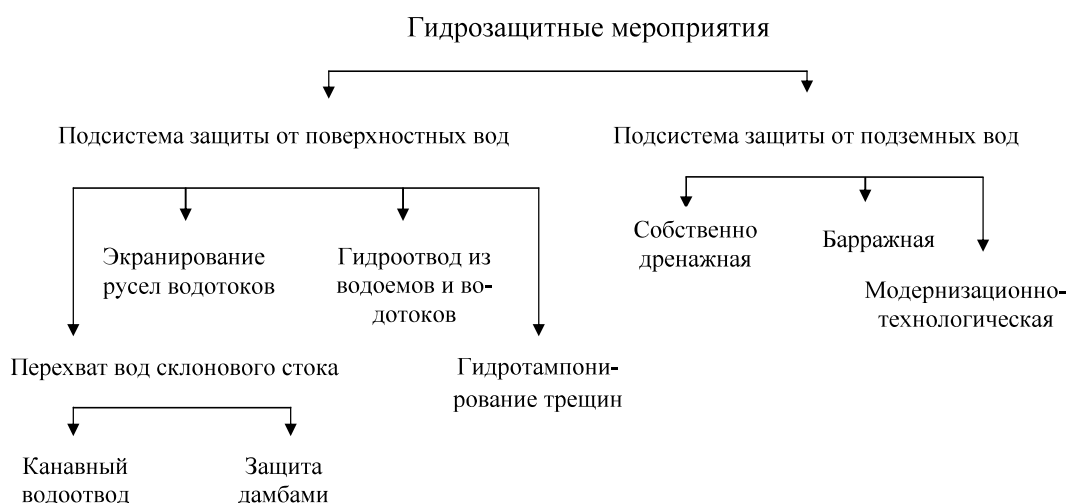 Гидрозащитные мероприятия
Подсистема защиты от поверхностных вод
Подсистема защиты от подземных вод
Экранирование
русел водотоков
Гидроотвод из
водоемов и во-
дотоков
Собственно
дренажная
Барражная
Модернизационно-
технологическая
Перехват вод склонового стока
Гидротампони-
рование трещин
Канавный
водоотвод
Защита
дамбами